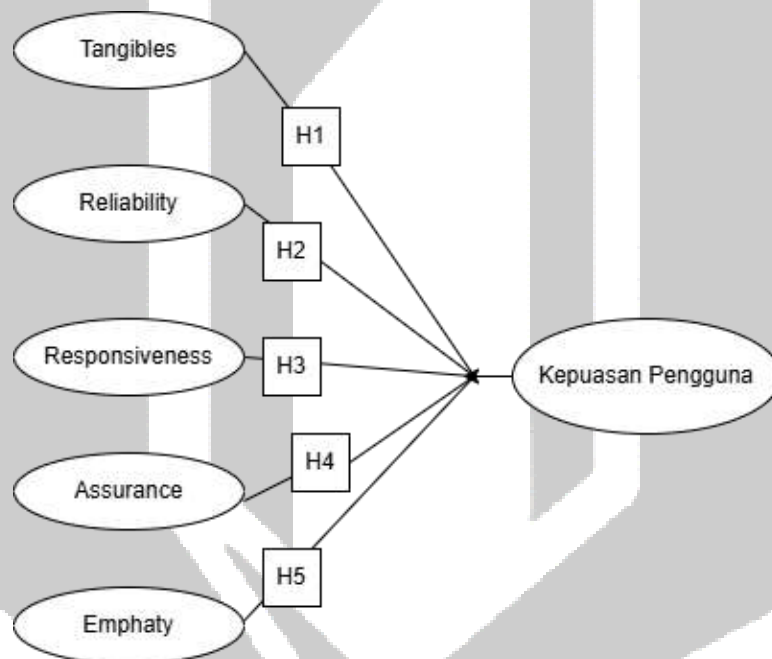 Tangibles
H1
Reliability
H2
Responsiveness
H3
Kepuasan Pengguna
Assurance
H4
Emphaty
H5